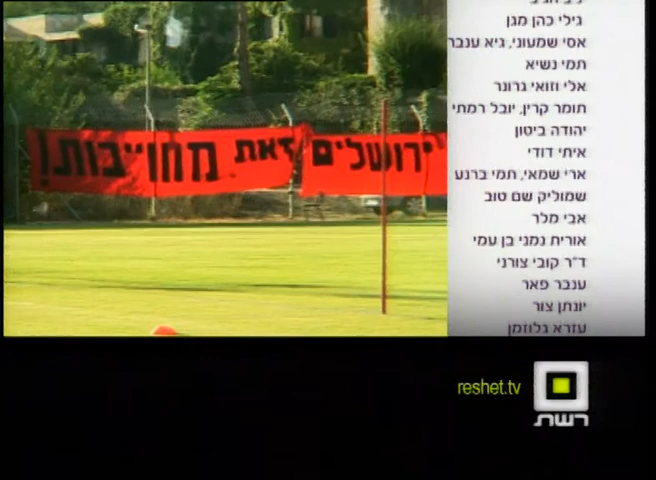 ירושלים זאת מחוייבות!
גילי כהן מגן
אסי שמעוני, גיא ענבר
תמי נשיא
אלי וזואי גרונר
תומר קרין, יובל רמתי
יהודה ביטון
איתי דודי
ארי שמאי, תמי ברנע
שמוליק שם טוב
אבי מלר
אורית נמני בן עמי
ד״ר קובי צורני
ענבר פאר
יונתן צור
עזרא גלוזמן
reshet.tv
רשת